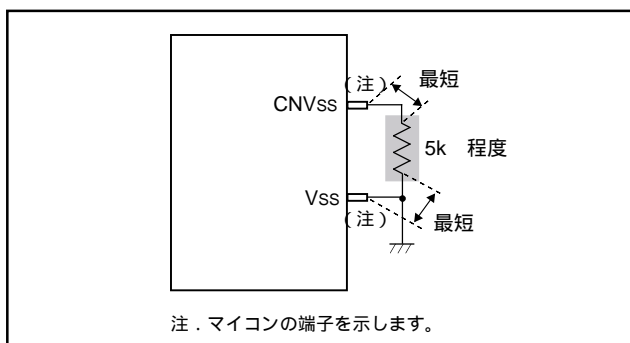 (注)
最短
CNVSS
5k 程度
VSS
(注)
最短
注．マイコンの端子を示します。